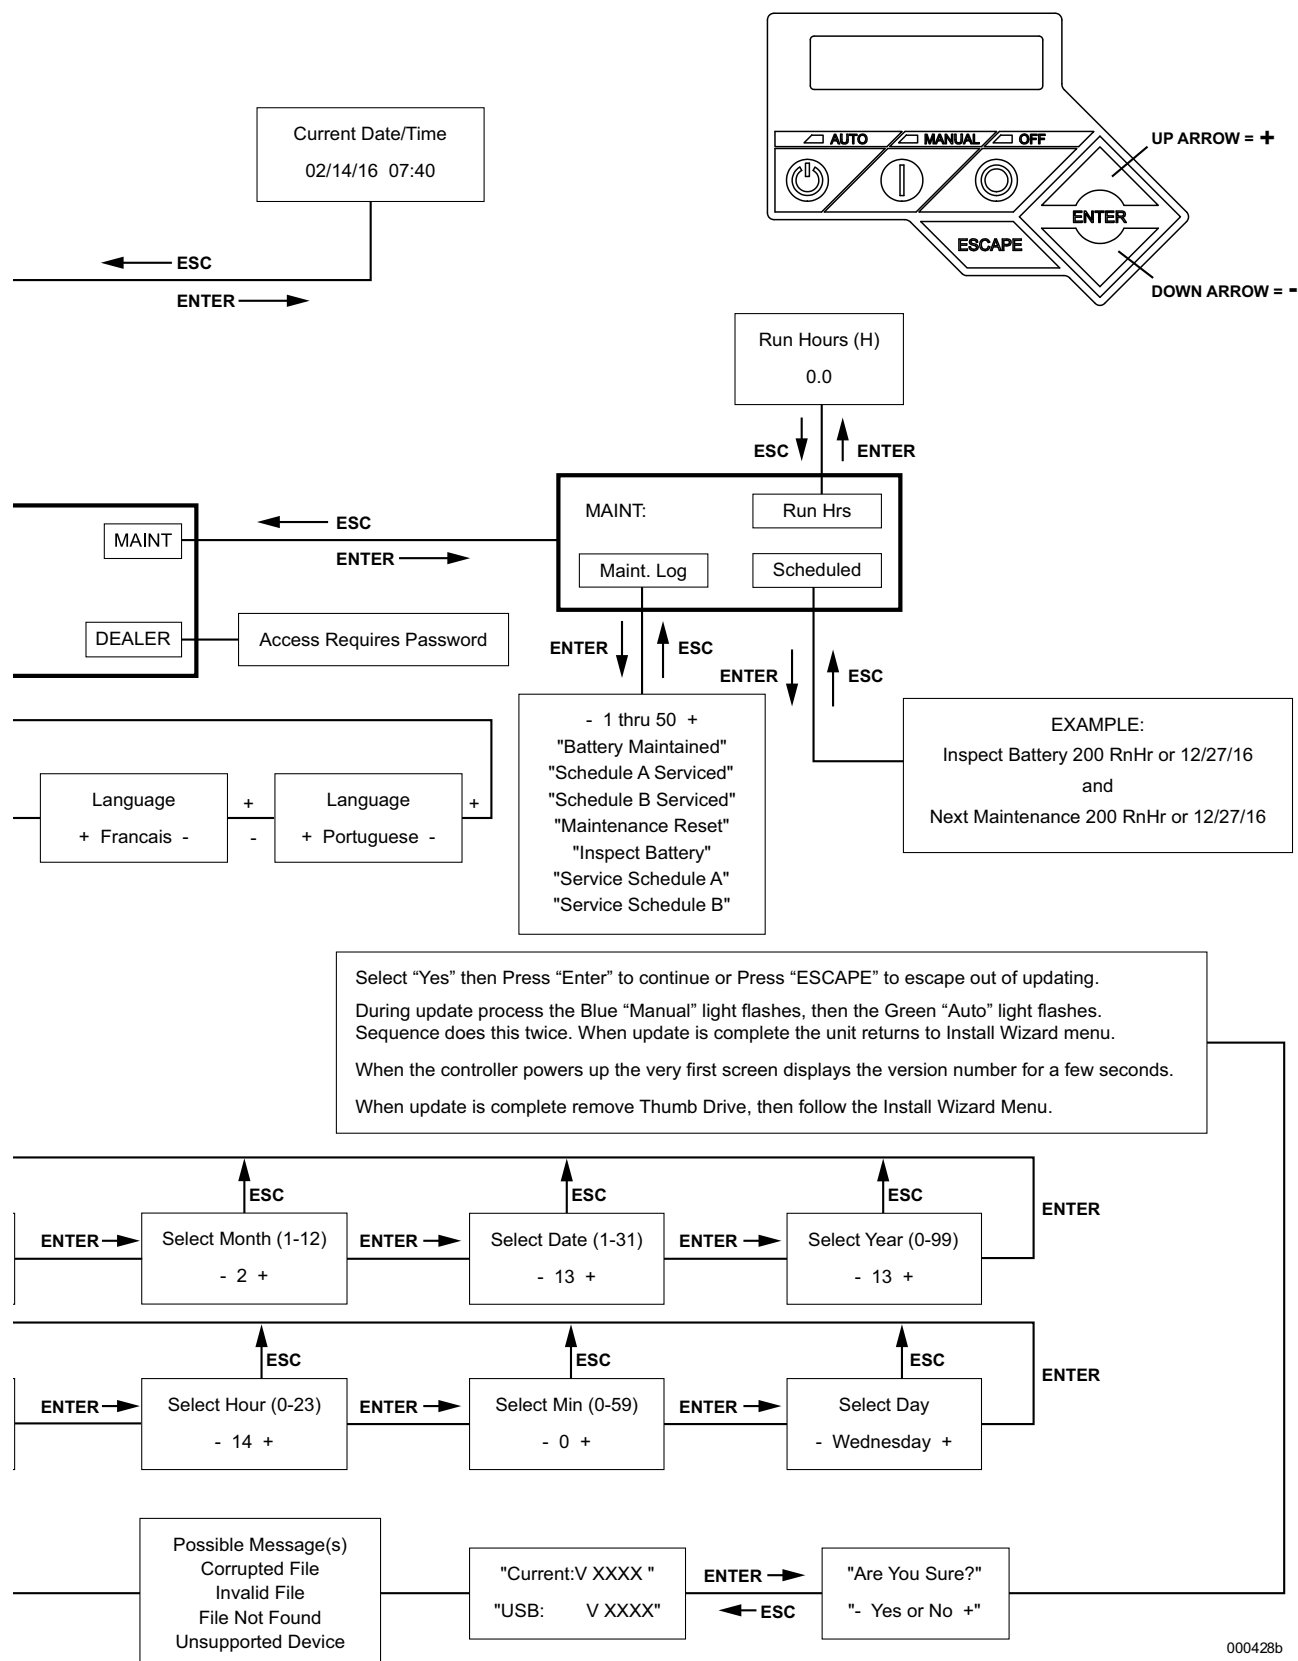 Current Date/Time
02/14/16 07:40
AUTO
MANUAL
OFF
UP ARROW = +
ENTER
ESCAPE
DOWN ARROW = -
ESC
ENTER
Run Hours (H)
0.0
ESC
ENTER
MAINT:
Run Hrs
Maint. Log
Scheduled
MAINT
ESC
ENTER
DEALER
Access Requires Password
ENTER
ESC
ENTER
ESC
- 1 thru 50 +
"Battery Maintained"
"Schedule A Serviced"
"Schedule B Serviced"
"Maintenance Reset"
"Inspect Battery"
"Service Schedule A"
"Service Schedule B"
EXAMPLE:
Inspect Battery 200 RnHr or 12/27/16
and
Next Maintenance 200 RnHr or 12/27/16
Language
+ Francais -
+
-
Language
+ Portuguese -
+
Select “Yes” then Press “Enter” to continue or Press “ESCAPE” to escape out of updating.
During update process the Blue “Manual” light flashes, then the Green “Auto” light flashes.
Sequence does this twice. When update is complete the unit returns to Install Wizard menu.
When the controller powers up the very first screen displays the version number for a few seconds.
When update is complete remove Thumb Drive, then follow the Install Wizard Menu.
ESC
ESC
ESC
ENTER
ENTER
Select Month (1-12)
- 2 +
ENTER
Select Date (1-31)
- 13 +
ENTER
Select Year (0-99)
- 13 +
ESC
ESC
ESC
ENTER
ENTER
Select Hour (0-23)
- 14 +
ENTER
Select Min (0-59)
- 0 +
ENTER
Select Day
- Wednesday +
Possible Message(s)
Corrupted File
Invalid File
File Not Found
Unsupported Device
"Current:V XXXX "
"USB: V XXXX"
ENTER
ESC
"Are You Sure?"
"- Yes or No +"
000428b